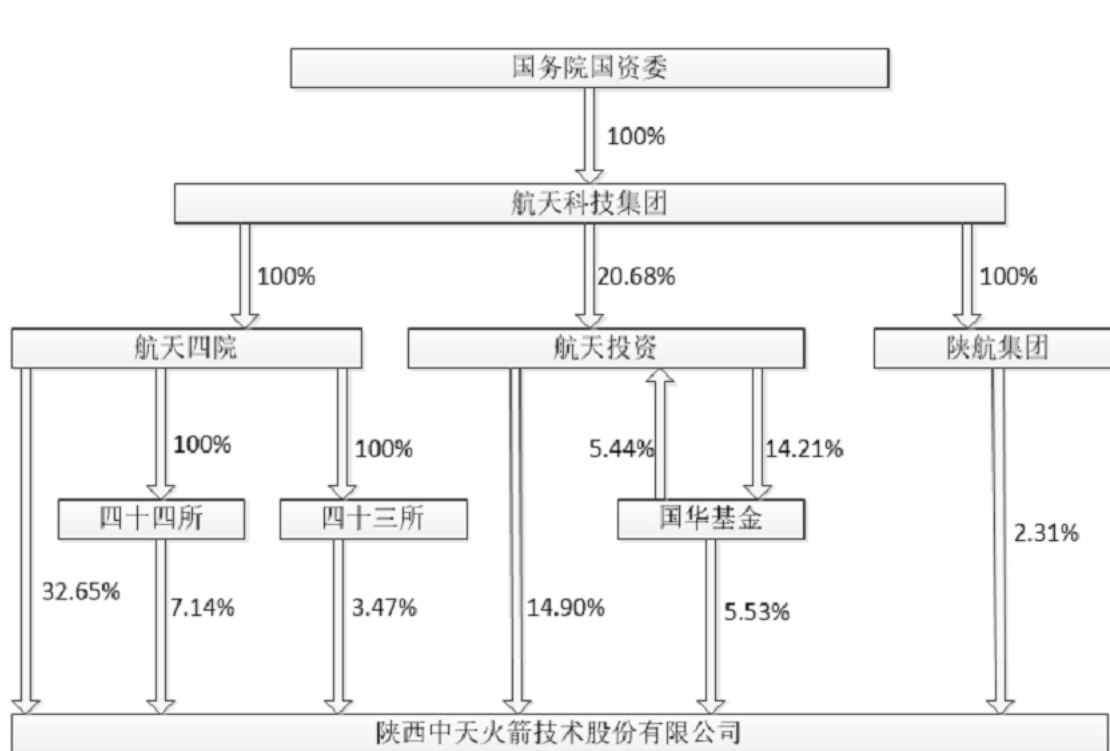 国务院国资委
100%
航天科技集团
100%
20.68%
100%
航天四院
航天投资
陕航集团
100%
100%
5.44%
14.21%
四十四所
四十三所
国华基金
2.31%
32.65%
7.14%
3.47%
14.90%
5.53%
陕西中天火箭技术股份有限公司